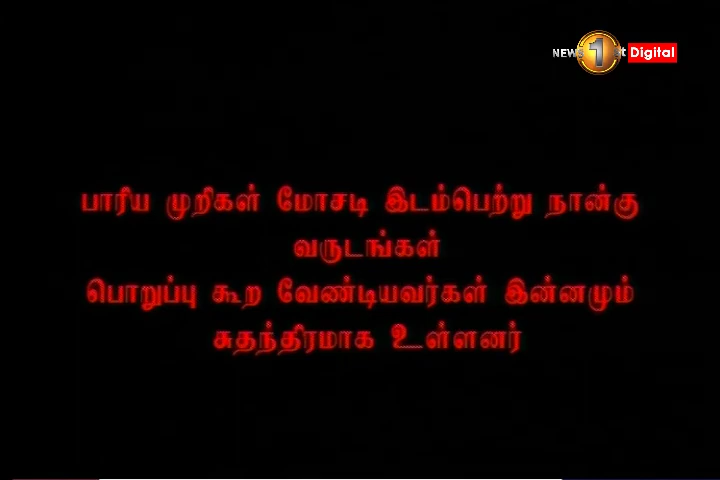 NEWS 1st Digital
பாரிய முறிகள் மோசடி இடம்பெற்று நான்கு
வருடங்கள்
பொறுப்பு கூற வேண்டியவர்கள் இன்னமும்
சுதந்திரமாக உள்ளனர்